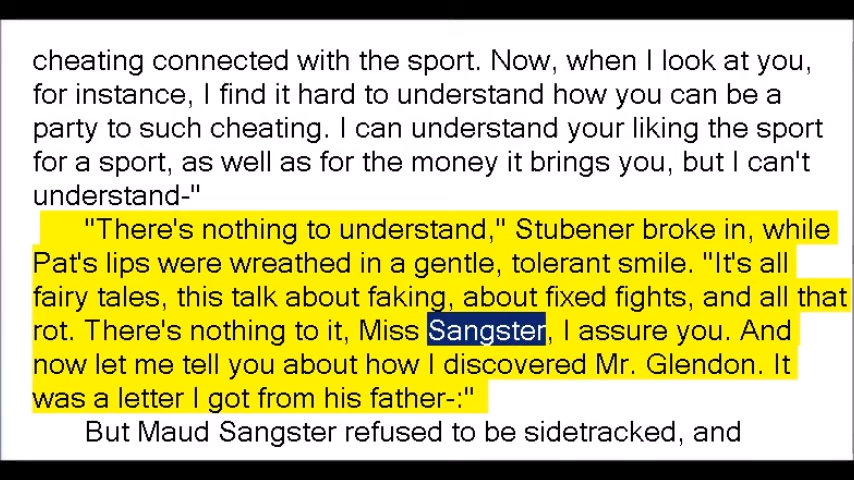 cheating connected with the sport. Now, when I look at you,
for instance, I find it hard to understand how you can be a
party to such cheating. I can understand your liking the sport
for a sport, as well as for the money it brings you, but I can't
understand-"
"There's nothing to understand," Stubener broke in, while
Pat's lips were wreathed in a gentle, tolerant smile. "It's all
fairy tales, this talk about faking, about fixed fights, and all that
rot. There's nothing to it, Miss Sangster, I assure you. And
now let me tell you about how I discovered Mr. Glendon. It
was a letter I got from his father-:"
But Maud Sangster refused to be sidetracked, and